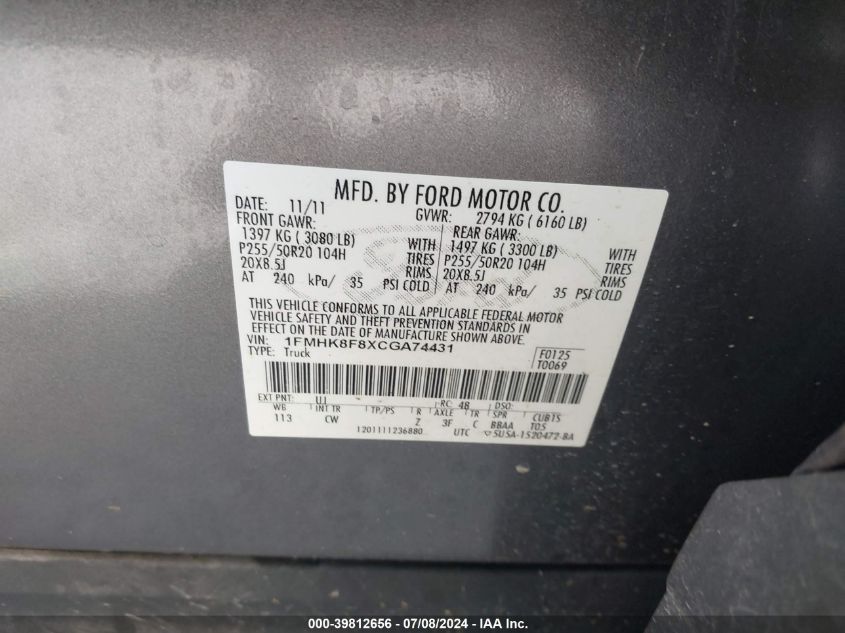 MFD. BY FORD MOTOR CO.
DATE: 11/11 GVWR: 2794 KG ( 6160 LB)
FRONT GAWR: REAR GAWR:
1397 KG ( 3080 LB) WITH 1497 KG ( 3300 LB) WITH
P255/50R20 104H TIRES P255/50R20 104H TIRES
20X8.5J RIMS 20X8.5J RIMS
AT 240 kPa/ 35 PSI COLD AT 240 kPa/ 35 PSI COLD
THIS VEHICLE CONFORMS TO ALL APPLICABLE FEDERAL MOTOR
VEHICLE SAFETY AND THEFT PREVENTION STANDARDS IN
EFFECT ON THE DATE OF MANUFACTURE SHOWN ABOVE.
VIN: 1FMHK8F8XCGA74431 F0125
TYPE: Truck T0069
EXT PNT: UJ RC: 48 DSO:
WB INT TR TP/PS R AXLE TR SPR CUBTS
113 CW Z 3F C BBAA T05
1201111236880 UTC 5U5A-1520472-BA
000-39812656 - 07/08/2024 - IAA Inc.